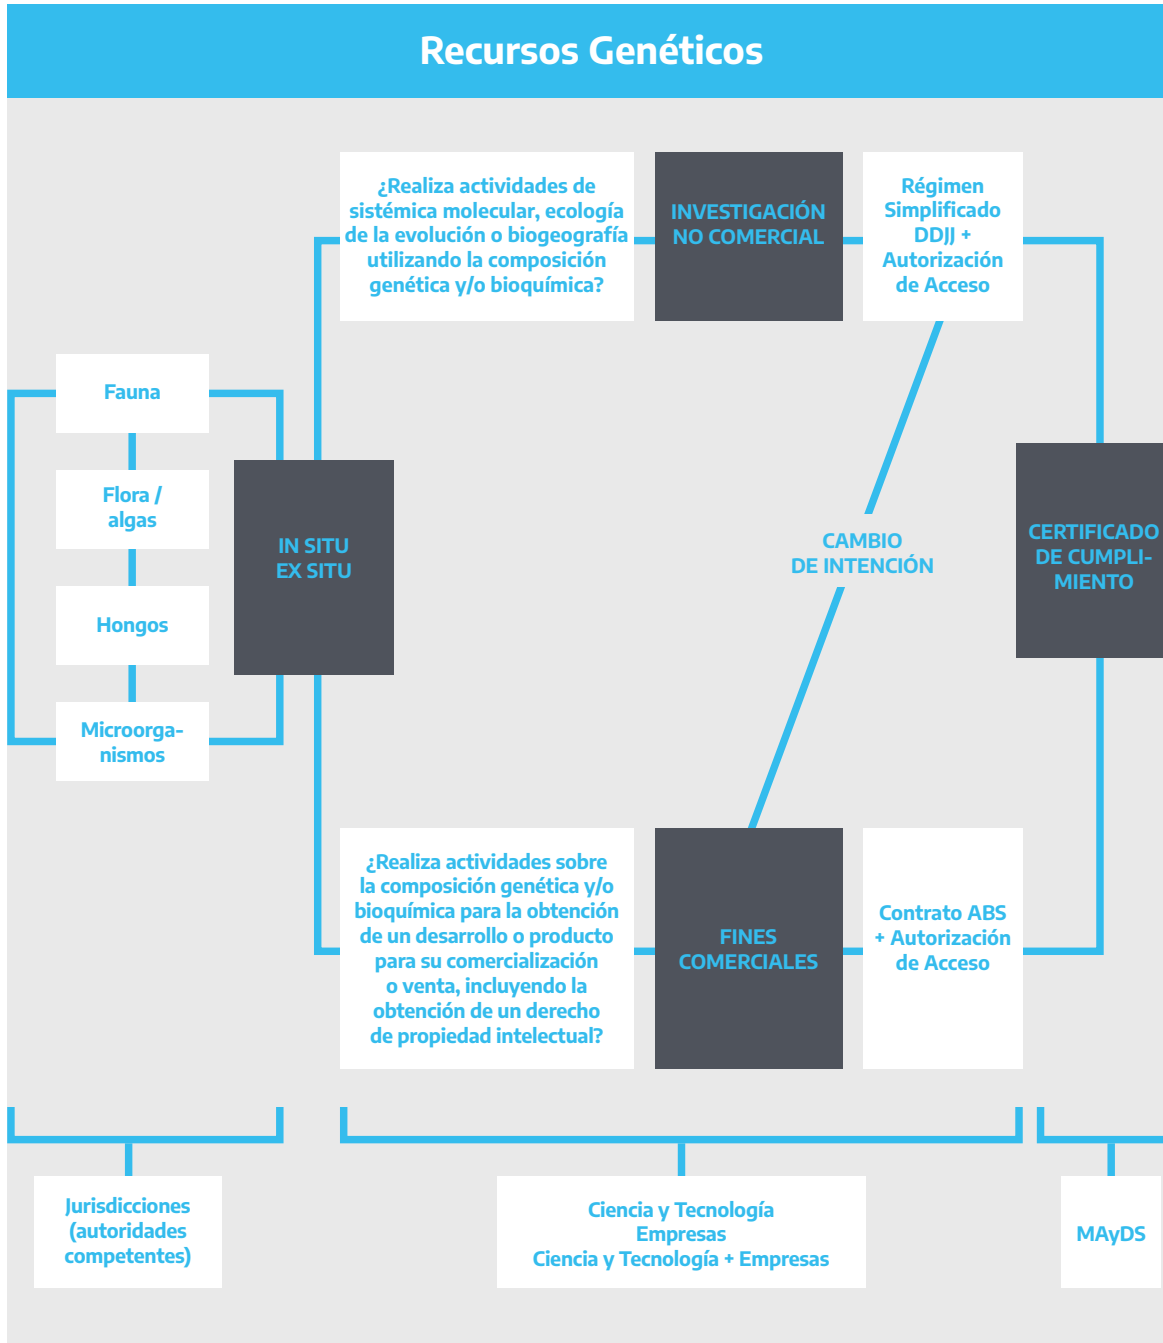 Recursos Genéticos
¿Realiza actividades de
sistémica molecular, ecología
de la evolución o biogeografía
utilizando la composición
genética y/o bioquímica?
INVESTIGACIÓN
NO COMERCIAL
Régimen
Simplificado
DDJJ +
Autorización
de Acceso
Fauna
Flora /
algas
Hongos
Microorga-
nismos
IN SITU
EX SITU
CAMBIO
DE INTENCIÓN
CERTIFICADO
DE CUMPLI-
MIENTO
¿Realiza actividades sobre
la composición genética y/o
bioquímica para la obtención
de un desarrollo o producto
para su comercialización
o venta, incluyendo la
obtención de un derecho
de propiedad intelectual?
FINES
COMERCIALES
Contrato ABS
+ Autorización
de Acceso
Jurisdicciones
(autoridades
competentes)
Ciencia y Tecnología
Empresas
Ciencia y Tecnología + Empresas
MAyDS